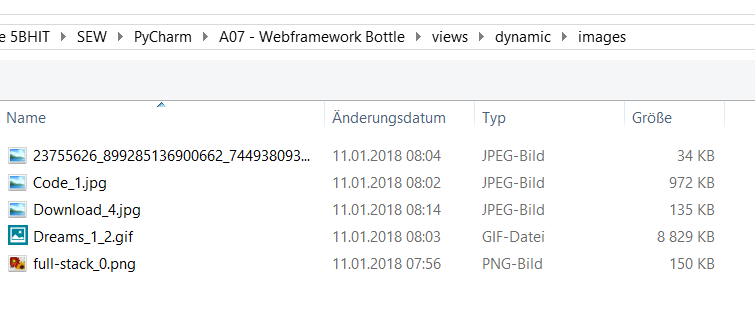 e 5BHIT SEW PyCharm A07 - Webframework Bottle views dynamic images
Name Änderungsdatum Typ Größe
23755626_899285136900662_744938093... 11.01.2018 08:04 JPEG-Bild 34 KB
Code_1.jpg 11.01.2018 08:02 JPEG-Bild 972 KB
Download_4.jpg 11.01.2018 08:14 JPEG-Bild 135 KB
Dreams_1_2.gif 11.01.2018 08:03 GIF-Datei 8 829 KB
full-stack_0.png 11.01.2018 07:56 PNG-Bild 150 KB